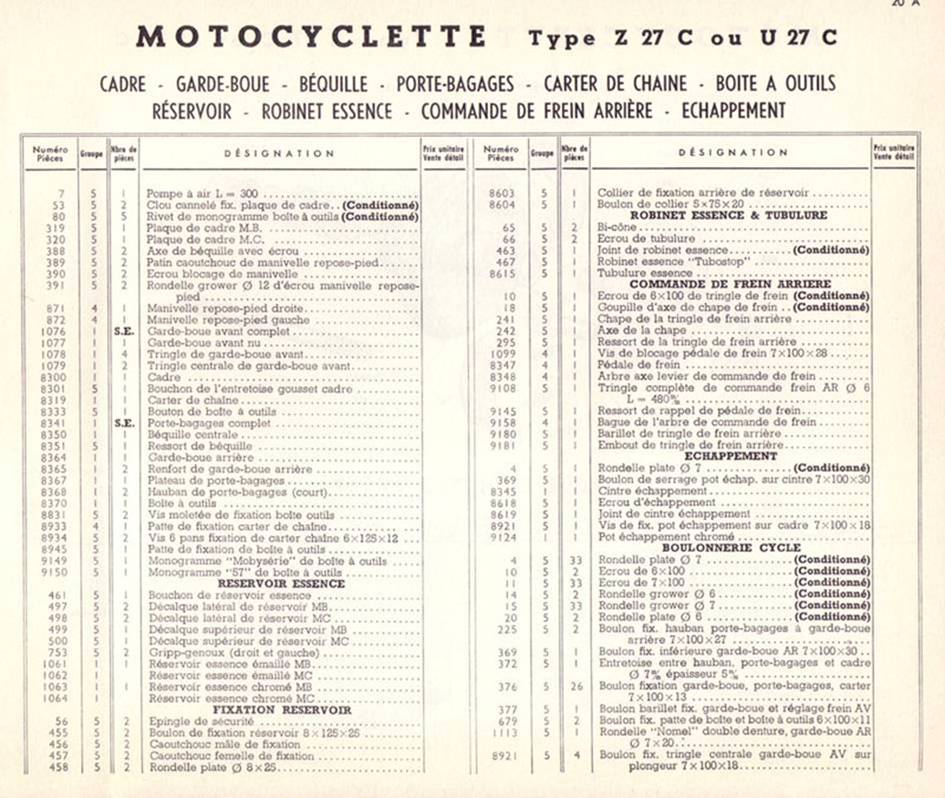 20 A
MOTOCYCLETTE Type Z 27 C ou U 27 C
CADRE - GARDE-BOUE - BÉQUILLE - PORTE-BAGAGES - CARTER DE CHAINE - BOITE A OUTILS
RÉSERVOIR - ROBINET ESSENCE - COMMANDE DE FREIN ARRIÈRE - ECHAPPEMENT
Numéro Pièces Groupe Nbre de pièces DÉSIGNATION Prix unitaire Vente détail
7 5 1 Pompe à air L = 300
53 5 2 Clou cannelé fix. plaque de cadre.. (Conditionné)
80 5 5 Rivet de monogramme boîte à outils (Conditionné)
319 5 1 Plaque de cadre M.B.
320 5 1 Plaque de cadre M.C.
388 5 2 Axe de béquille avec écrou
389 5 2 Patin caoutchouc de manivelle repose-pied
390 5 2 Ecrou blocage de manivelle
391 5 2 Rondelle grower Ø 12 d'écrou manivelle repose-
pied
871 4 1 Manivelle repose-pied droite
872 4 1 Manivelle repose-pied gauche
1076 1 S.E. Garde-boue avant complet
1077 1 1 Garde-boue avant nu
1078 1 4 Tringle de garde-boue avant
1079 1 2 Tringle centrale de garde-boue avant
8300 1 1 Cadre
8301 5 1 Bouchon de l'entretoise gousset cadre
8319 1 1 Carter de chaîne
8333 5 1 Bouton de boîte à outils
8341 1 S.E. Porte-bagages complet
8350 1 1 Béquille centrale
8351 5 1 Ressort de béquille
8364 1 1 Garde-boue arrière
8365 1 2 Renfort de garde-boue arrière
8367 1 1 Plateau de porte-bagages
8368 1 2 Hauban de porte-bagages (court)
8370 1 1 Boîte à outils
8831 5 2 Vis moletée de fixation boîte outils
8933 4 1 Patte de fixation carter de chaîne
8934 5 2 Vis 6 pans fixation de carter chaîne 6×125×12
8945 5 1 Patte de fixation de boîte à outils
9149 5 1 Monogramme "Mobysérie" de boîte à outils
9150 5 1 Monogramme "57" de boîte à outils
RESERVOIR ESSENCE
461 5 1 Bouchon de réservoir essence
497 5 2 Décalque latéral de réservoir MB
498 5 2 Décalque latéral de réservoir MC
499 5 1 Décalque supérieur de réservoir MB
500 5 1 Décalque supérieur de réservoir MC
753 5 2 Gripp-genoux (droit et gauche)
1061 1 1 Réservoir essence émaillé MB
1062 1 Réservoir essence émaillé MC
1063 1 1 Réservoir essence chromé MB
1064 1 Réservoir essence chromé MC
FIXATION RESERVOIR
56 5 2 Epingle de sécurité
455 5 2 Boulon de fixation réservoir 8×125×25
456 5 2 Caoutchouc mâle de fixation
457 5 2 Caoutchouc femelle de fixation
458 5 2 Rondelle plate Ø 8×25
Numéro Pièces Groupe Nbre de pièces DÉSIGNATION Prix unitaire Vente détail
8603 5 1 Collier de fixation arrière de réservoir
8604 5 1 Boulon de collier 5×75×20
ROBINET ESSENCE & TUBULURE
65 5 2 Bi-cône
66 5 2 Ecrou de tubulure
463 5 1 Joint de robinet essence (Conditionné)
467 5 1 Robinet essence "Tubostop"
8615 5 1 Tubulure essence
COMMANDE DE FREIN ARRIERE
10 5 1 Ecrou de 6×100 de tringle de frein (Conditionné)
18 5 1 Goupille d'axe de chape de frein .. (Conditionné)
241 5 1 Chape de la tringle de frein arrière
242 5 1 Axe de la chape
295 5 1 Ressort de la tringle de frein arrière
1099 4 1 Vis de blocage pédale de frein 7×100×28
8347 4 1 Pédale de frein
8348 4 1 Arbre axe levier de commande de frein
9108 5 1 Tringle complète de commande frein AR Ø 6
L = 480%
9145 5 1 Ressort de rappel de pédale de frein
9158 4 1 Bague de l'arbre de commande de frein
9180 5 1 Barillet de tringle de frein arrière
9181 5 1 Embout de tringle de frein arrière
ECHAPPEMENT
4 5 1 Rondelle plate Ø 7 (Conditionné)
369 5 1 Boulon de serrage pot échap. sur cintre 7×100×30
8345 1 1 Cintre échappement
8618 5 1 Ecrou d'échappement
8619 5 1 Joint de cintre échappement
8921 5 1 Vis de fix. pot échappement sur cadre 7×100×18
9124 1 1 Pot échappement chromé
BOULONNERIE CYCLE
4 5 33 Rondelle plate Ø 7 (Conditionné)
10 5 2 Ecrou de 6×100 (Conditionné)
11 5 33 Ecrou de 7×100 (Conditionné)
14 5 2 Rondelle grower Ø 6 (Conditionné)
15 5 33 Rondelle grower Ø 7 (Conditionné)
20 5 2 Rondelle plate Ø 6 (Conditionné)
225 5 2 Boulon fix. hauban porte-bagages à garde-boue
arrière 7×100×27
369 5 1 Boulon fix. inférieure garde-boue AR 7×100×30
372 5 1 Entretoise entre hauban, porte-bagages et cadre
Ø 7% épaisseur 5%
376 5 26 Boulon fixation garde-boue, porte-bagages, carter
7×100×13
377 5 1 Boulon barillet fix. garde-boue et réglage frein AV
679 5 2 Boulon fix. patte de boîte et boîte à outils 6×100×11
1113 5 1 Rondelle "Nomel" double denture, garde-boue AR
Ø 7×20
8921 5 4 Boulon fix. tringle centrale garde-boue AV sur
plongeur 7×100×18